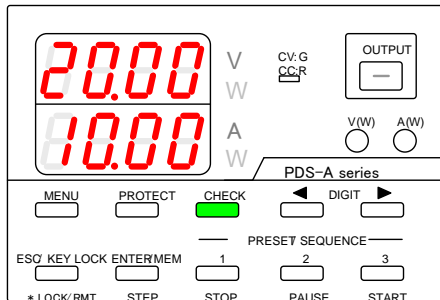 20.00 V W
CV:G
CC:R
OUTPUT
10.00 A W
V(W) A(W)
PDS-A series
MENU PROTECT CHECK ◀ DIGIT ▶
PRESET/ SEQUENCE
ESC/ KEY LOCK ENTER/MEM 1 2 3
* LOCK/RMT STEP STOP PAUSE START